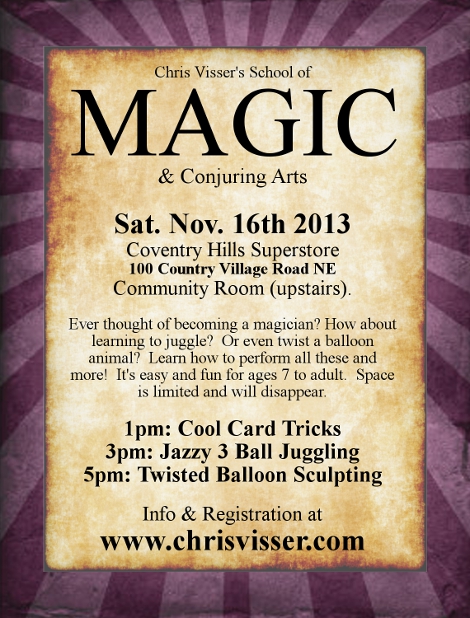 Chris Visser's School of
MAGIC
& Conjuring Arts
Sat. Nov. 16th 2013
Coventry Hills Superstore
100 Country Village Road NE
Community Room (upstairs).
Ever thought of becoming a magician? How about
learning to juggle?  Or even twist a balloon
animal?  Learn how to perform all these and
more!  It's easy and fun for ages 7 to adult.  Space
is limited and will disappear.
1pm: Cool Card Tricks
3pm: Jazzy 3 Ball Juggling
5pm: Twisted Balloon Sculpting
Info & Registration at
www.chrisvisser.com